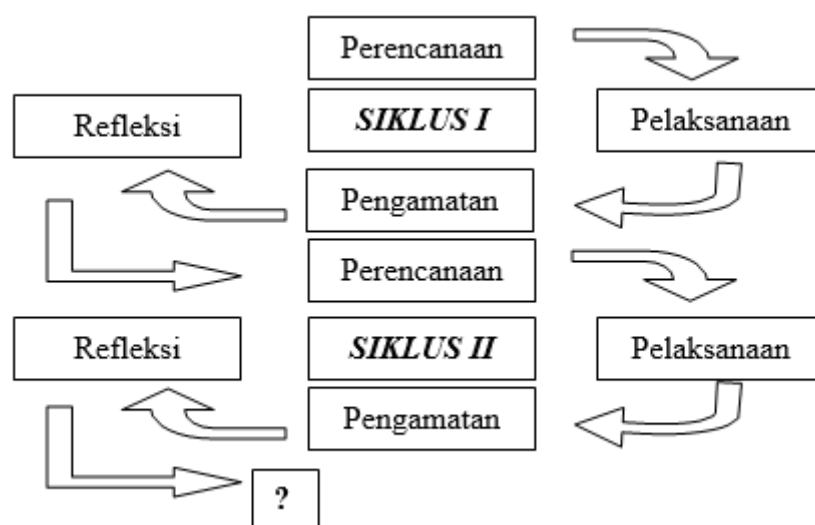 Perencanaan
Refleksi
SIKLUS I
Pelaksanaan
Pengamatan
Perencanaan
Refleksi
SIKLUS II
Pelaksanaan
Pengamatan
?